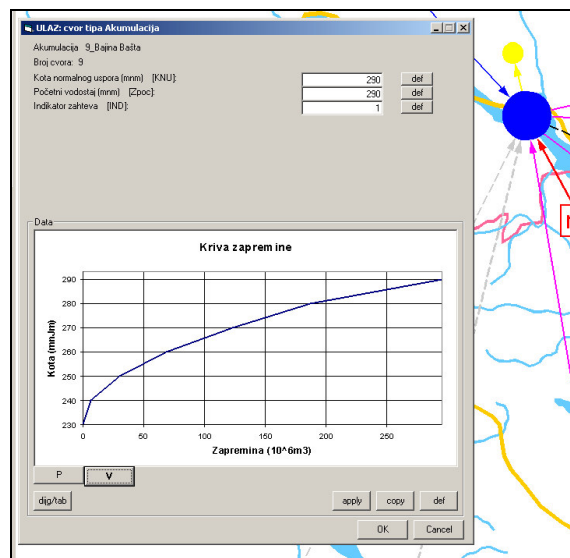 ULAZ: cvor tipa Akumulacija
Akumulacija 9_Bajina Bašta
Broj cvora: 9
Kota normalnog uspora (mnm) [KNU]: 290 def
Početni vodostaj (mnm) [Zpoc]: 290 def
Indikator zahteva [IND]: 1 def
Data
Kriva zapremine
290
280
270
260
250
240
230
0 50 100 150 200 250
Kota (mnJm)
Zapremina (10^6m3)
P V
dijg/tab apply copy def
OK Cancel